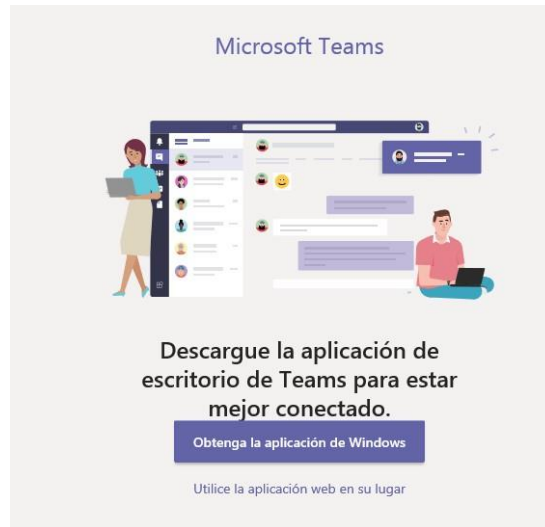 Microsoft Teams
Descargue la aplicación de
escritorio de Teams para estar
mejor conectado.
Obtenga la aplicación de Windows
Utilice la aplicación web en su lugar